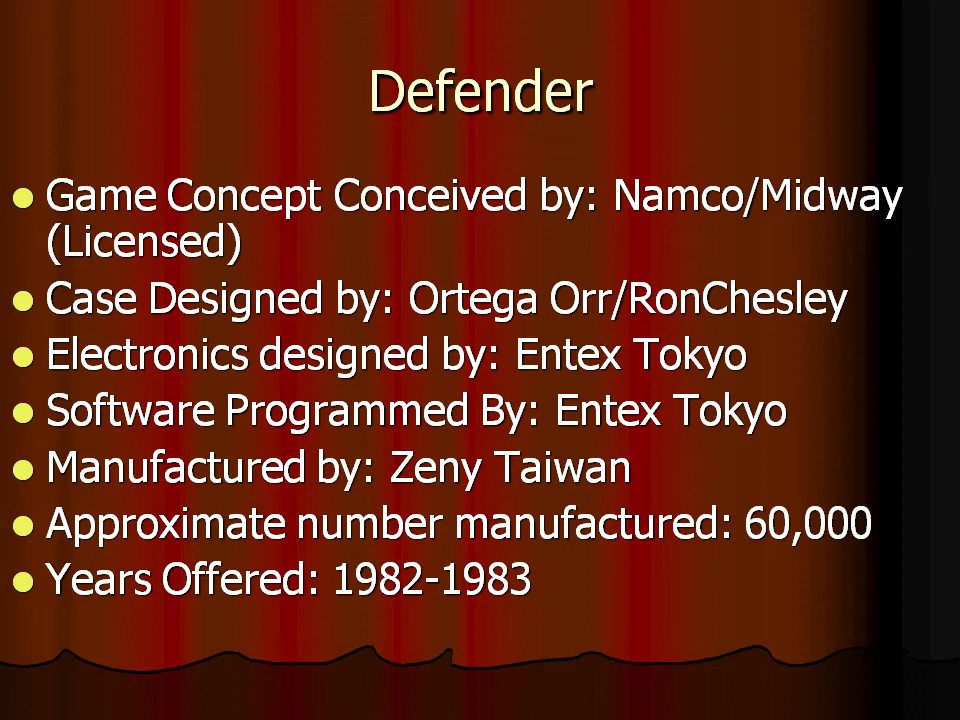 Defender
Game Concept Conceived by: Namco/Midway
(Licensed)
Case Designed by: Ortega Orr/RonChesley
Electronics designed by: Entex Tokyo
Software Programmed By: Entex Tokyo
Manufactured by: Zeny Taiwan
Approximate number manufactured: 60,000
Years Offered: 1982-1983